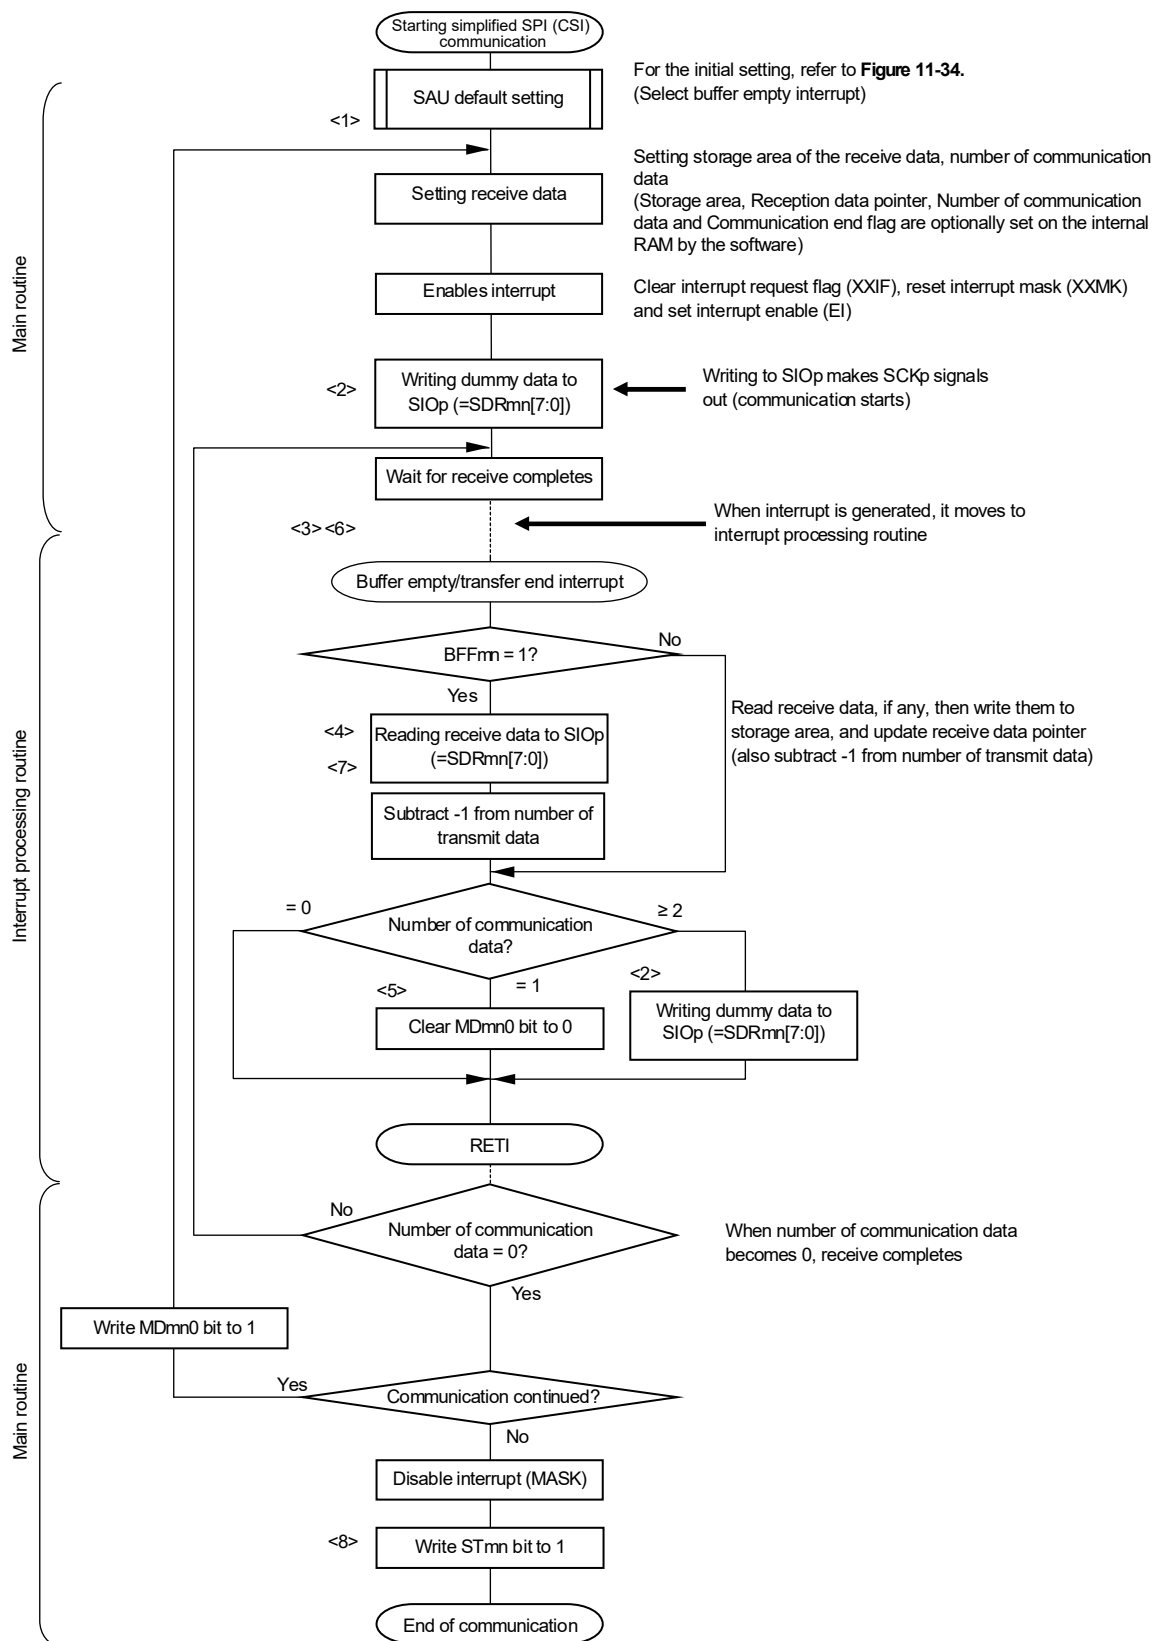 Starting simplified SPI (CSI)
communication
For the initial setting, refer to Figure 11-34.
(Select buffer empty interrupt)
SAU default setting
<1>
Setting storage area of the receive data, number of communication
data
(Storage area, Reception data pointer, Number of communication
data and Communication end flag are optionally set on the internal
RAM by the software)
Setting receive data
Main routine
Enables interrupt
Clear interrupt request flag (XXIF), reset interrupt mask (XXMK)
and set interrupt enable (EI)
<2>
Writing dummy data to
SIOp (=SDRmn[7:0])
Writing to SIOp makes SCKp signals
out (communication starts)
Wait for receive completes
<3> <6>
When interrupt is generated, it moves to
interrupt processing routine
Buffer empty/transfer end interrupt
BFFmn = 1?
No
Yes
Read receive data, if any, then write them to
storage area, and update receive data pointer
(also subtract -1 from number of transmit data)
<4>
<7>
Reading receive data to SIOp
(=SDRmn[7:0])
Subtract -1 from number of
transmit data
Interrupt processing routine
= 0
Number of communication
data?
≥ 2
= 1
<5>
Clear MDmn0 bit to 0
<2>
Writing dummy data to
SIOp (=SDRmn[7:0])
RETI
No
Number of communication
data = 0?
When number of communication data
becomes 0, receive completes
Yes
Write MDmn0 bit to 1
Main routine
Yes
Communication continued?
No
Disable interrupt (MASK)
<8>
Write STmn bit to 1
End of communication